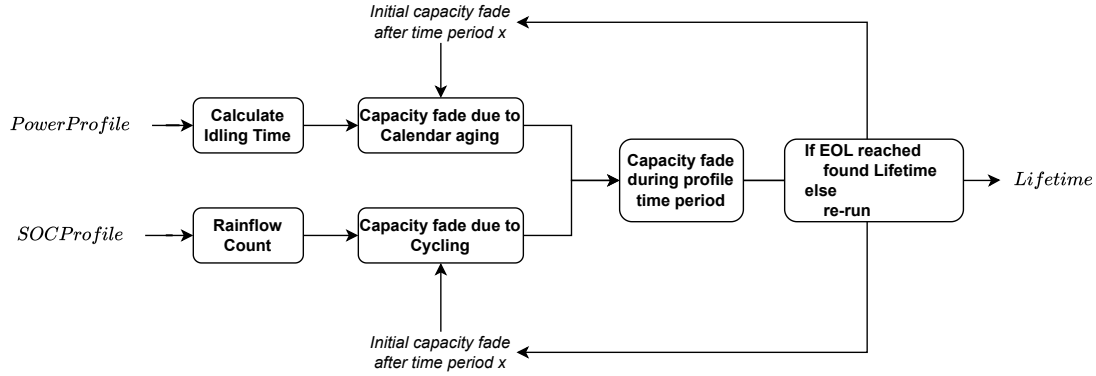 Initial capacity fade
after time period x
PowerProfile
Calculate
Idling Time
Capacity fade due to
Calendar aging
Capacity fade
during profile
time period
If EOL reached
found Lifetime
else
re-run
Lifetime
SOCProfile
Rainflow
Count
Capacity fade due to
Cycling
Initial capacity fade
after time period x